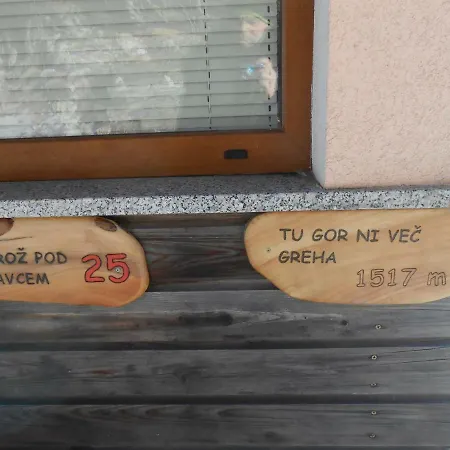 ROŽ POD
AVCEM
25
TU GOR NI VEČ
GREHA
1517 m